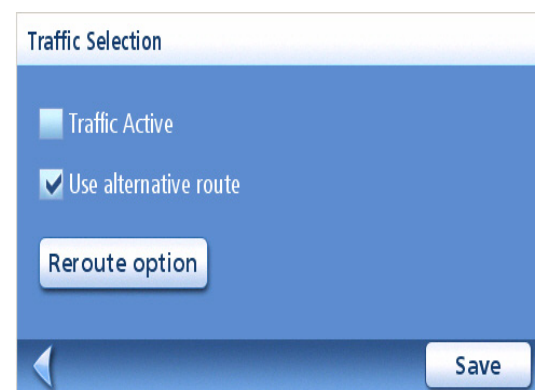 Traffic Selection
Traffic Active
Use alternative route
Reroute option
Save